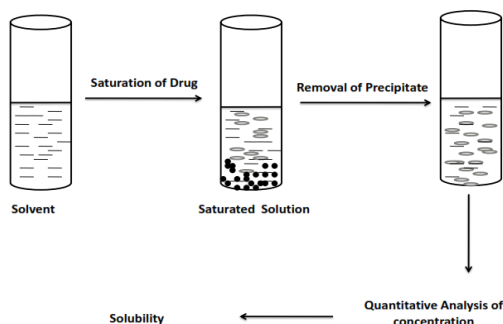 Saturation of Drug
Removal of Precipitate
Solvent
Saturated Solution
Quantitative Analysis of
concentration
Solubility